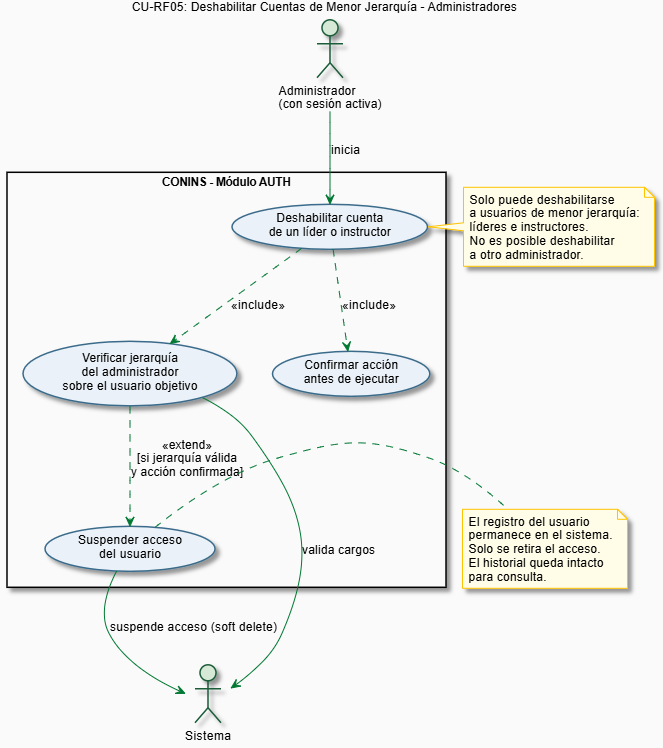 CU-RF05: Deshabilitar Cuentas de Menor Jerarquía - Administradores
Administrador
(con sesión activa)
inicia
CONINS - Módulo AUTH
Deshabilitar cuenta
de un líder o instructor
Solo puede deshabilitarse
a usuarios de menor jerarquía:
líderes e instructores.
No es posible deshabilitar
a otro administrador.
«include»
«include»
Verificar jerarquía
del administrador
sobre el usuario objetivo
Confirmar acción
antes de ejecutar
«extend»
[si jerarquía válida
y acción confirmada]
Suspender acceso
del usuario
valida cargos
El registro del usuario
permanece en el sistema.
Solo se retira el acceso.
El historial queda intacto
para consulta.
suspende acceso (soft delete)
Sistema